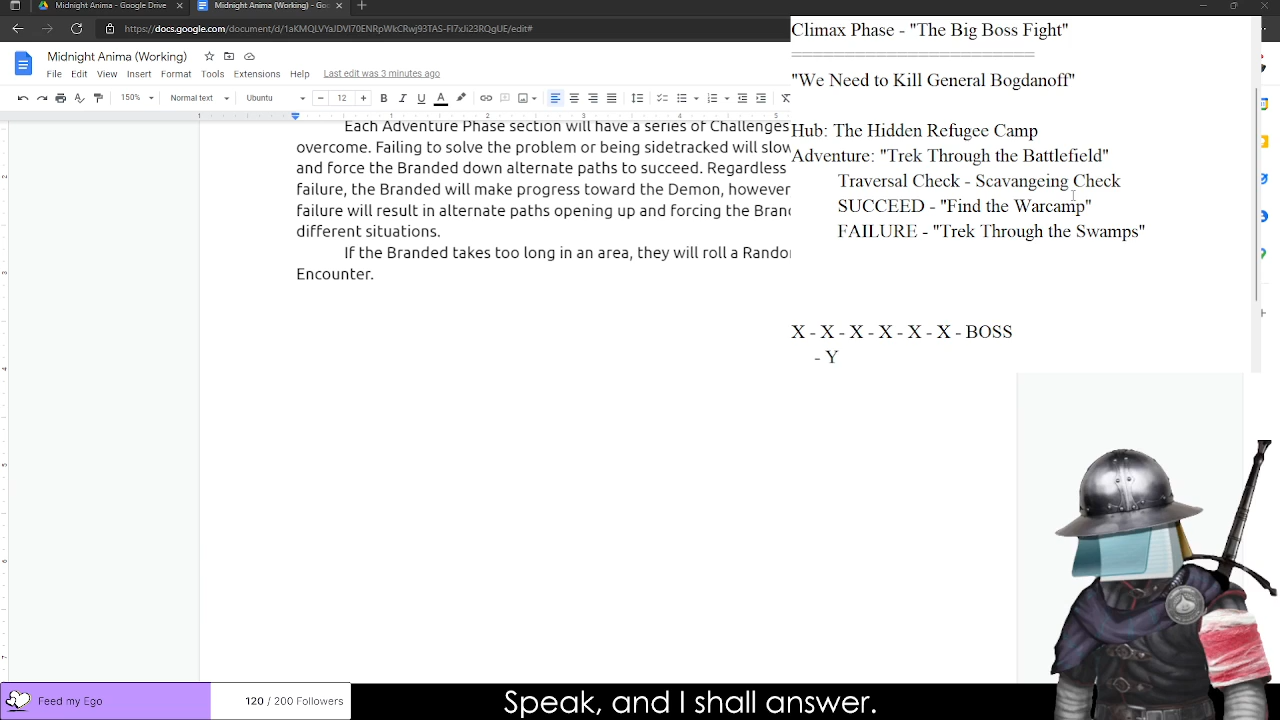 Midnight Anima - Google Drive
Midnight Anima (Working) - Goo
https://docs.google.com/document/d/1aKMQLVYaJDVl70ENRpWkCRwj93TAS-FI7xJi23RQgUE/edit#
Midnight Anima (Working)
File Edit View Insert Format Tools Extensions Help Last edit was 3 minutes ago
150% Normal text Ubuntu 12 B I U A
Each Adventure Phase section will have a series of Challenges
overcome. Failing to solve the problem or being sidetracked will slow
and force the Branded down alternate paths to succeed. Regardless
failure, the Branded will make progress toward the Demon, however
failure will result in alternate paths opening up and forcing the Brand
different situations.
If the Branded takes too long in an area, they will roll a Random
Encounter.
Climax Phase - "The Big Boss Fight"
===========================
"We Need to Kill General Bogdanoff"
Hub: The Hidden Refugee Camp
Adventure: "Trek Through the Battlefield"
Traversal Check - Scavangeing Check
SUCCEED - "Find the Warcamp"
FAILURE - "Trek Through the Swamps"
X - X - X - X - X - X - BOSS
- Y
Feed my Ego
120 / 200 Followers
Speak, and I shall answer.